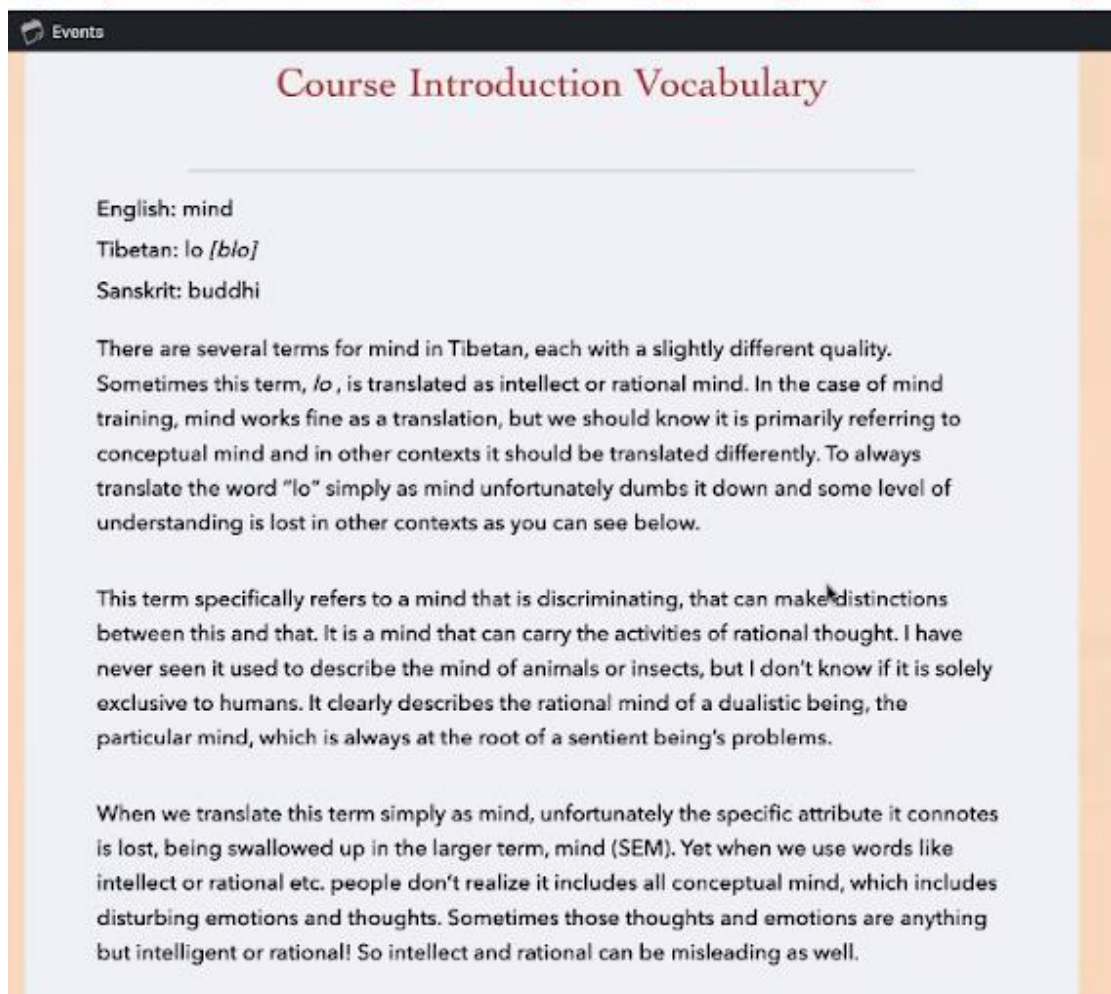 Events
Course Introduction Vocabulary
English: mind
Tibetan: lo [blo]
Sanskrit: buddhi
There are several terms for mind in Tibetan, each with a slightly different quality.
Sometimes this term, lo , is translated as intellect or rational mind. In the case of mind
training, mind works fine as a translation, but we should know it is primarily referring to
conceptual mind and in other contexts it should be translated differently. To always
translate the word “lo” simply as mind unfortunately dumbs it down and some level of
understanding is lost in other contexts as you can see below.
This term specifically refers to a mind that is discriminating, that can make distinctions
between this and that. It is a mind that can carry the activities of rational thought. I have
never seen it used to describe the mind of animals or insects, but I don’t know if it is solely
exclusive to humans. It clearly describes the rational mind of a dualistic being, the
particular mind, which is always at the root of a sentient being’s problems.
When we translate this term simply as mind, unfortunately the specific attribute it connotes
is lost, being swallowed up in the larger term, mind (SEM). Yet when we use words like
intellect or rational etc. people don’t realize it includes all conceptual mind, which includes
disturbing emotions and thoughts. Sometimes those thoughts and emotions are anything
but intelligent or rational! So intellect and rational can be misleading as well.